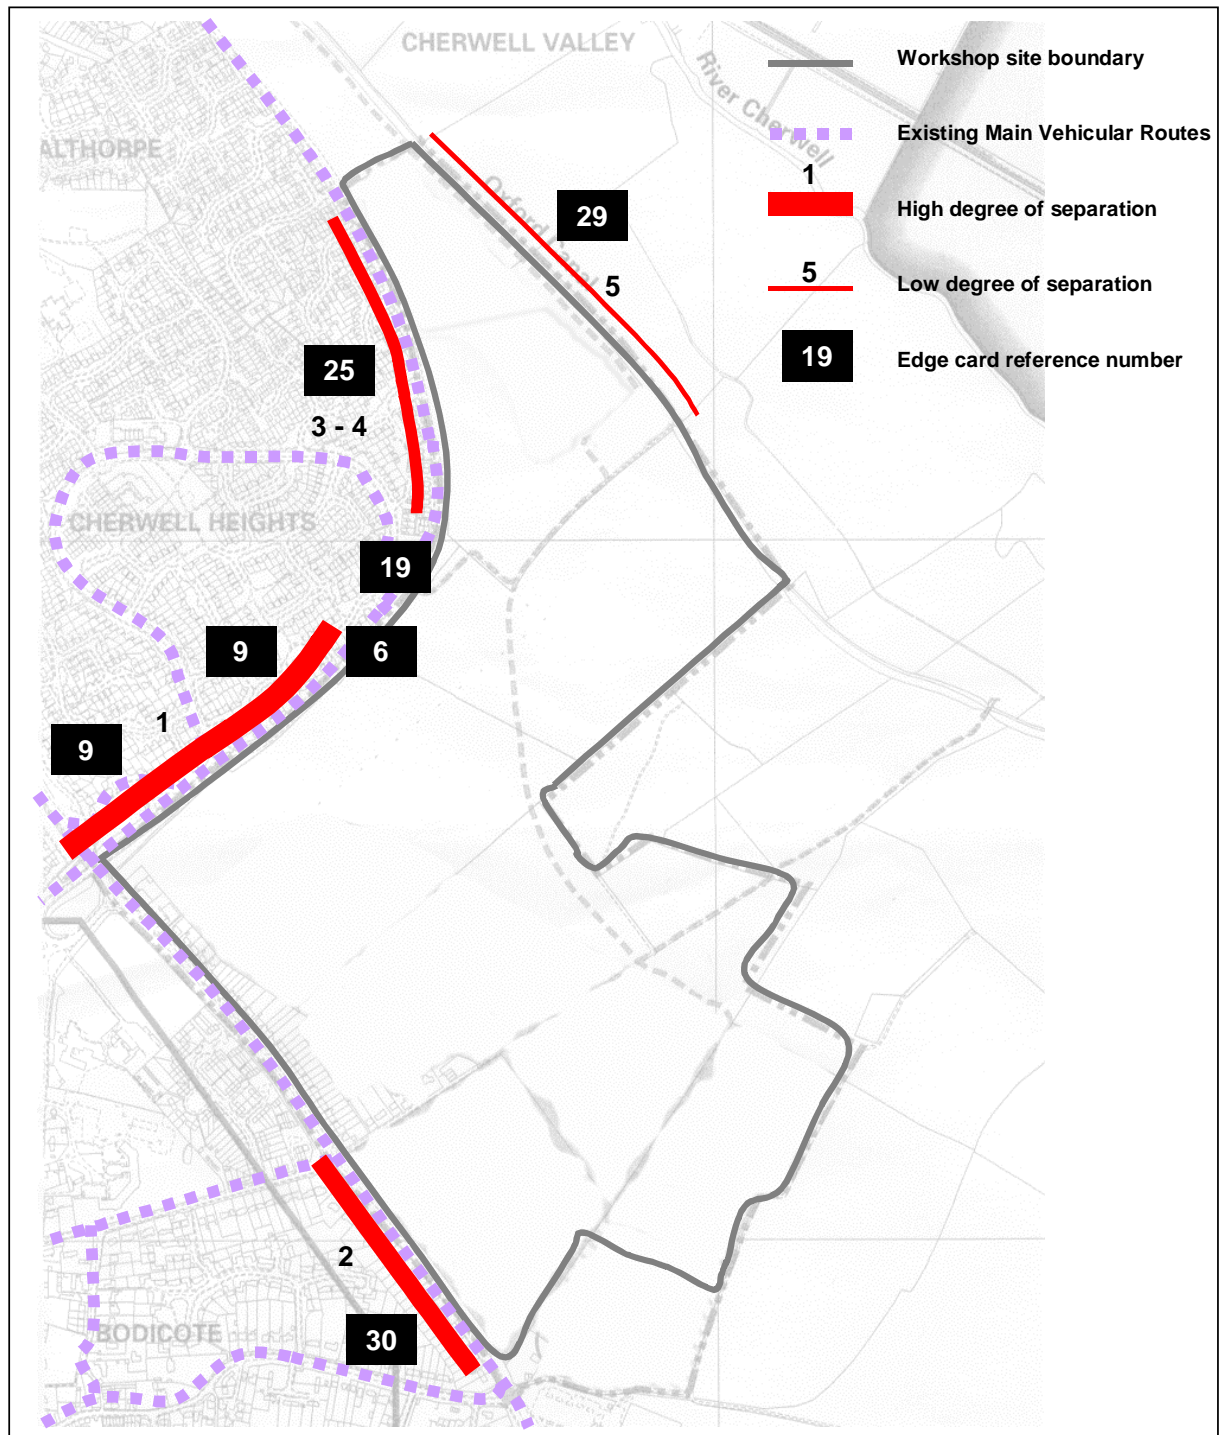 CHERWELL VALLEY
River Cherwell
Workshop site boundary
ALTHORPE
Existing Main Vehicular Routes
1
High degree of separation
Oxford Canal
29
5
5
Low degree of separation
25
19
Edge card reference number
3 - 4
CHERWELL HEIGHTS
19
9
6
1
9
2
30
BODICOTE